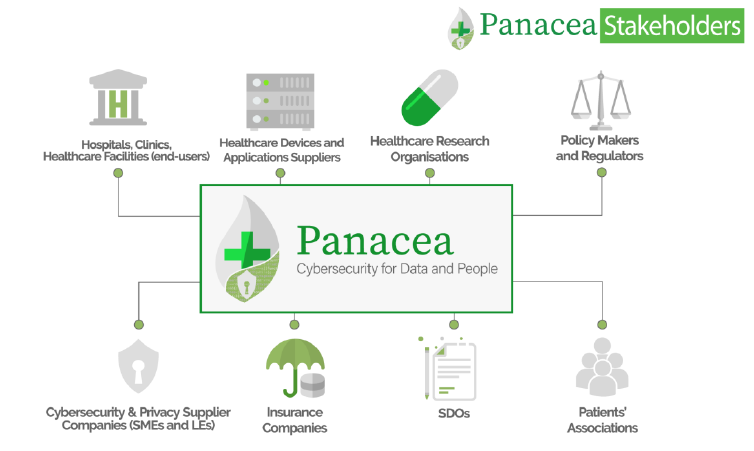 Panacea Stakeholders
H
Hospitals, Clinics,
Healthcare Facilities (end-users)
Healthcare Devices and
Applications Suppliers
Healthcare Research
Organisations
Policy Makers
and Regulators
Panacea
Cybersecurity for Data and People
Cybersecurity & Privacy Supplier
Companies (SMEs and LEs)
Insurance
Companies
SDOs
Patients'
Associations